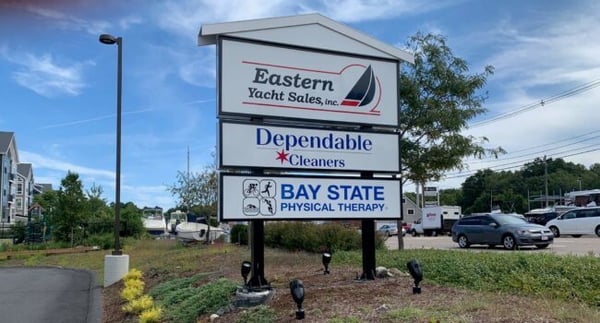 Eastern
Yacht Sales, inc.
Dependable
Cleaners
BAY STATE
PHYSICAL THERAPY